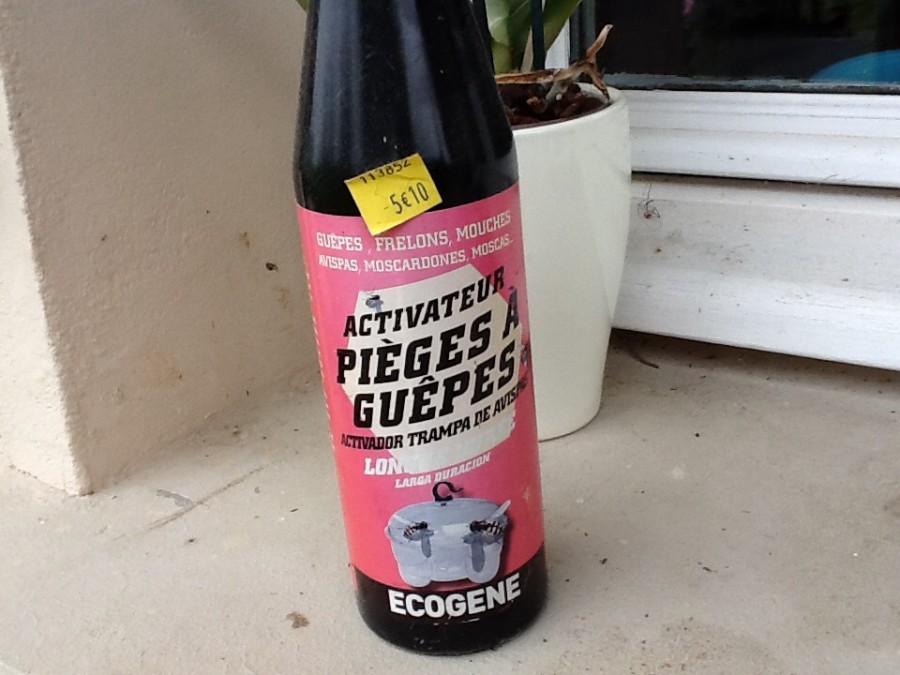 113852
5€10
GUÊPES, FRELONS, MOUCHES
AVISPAS, MOSCARDONES, MOSCAS...
ACTIVATEUR
PIÈGES À
GUÊPES
ACTIVADOR TRAMPA DE AVISPAS
LARGA DURACION
ECOGENE